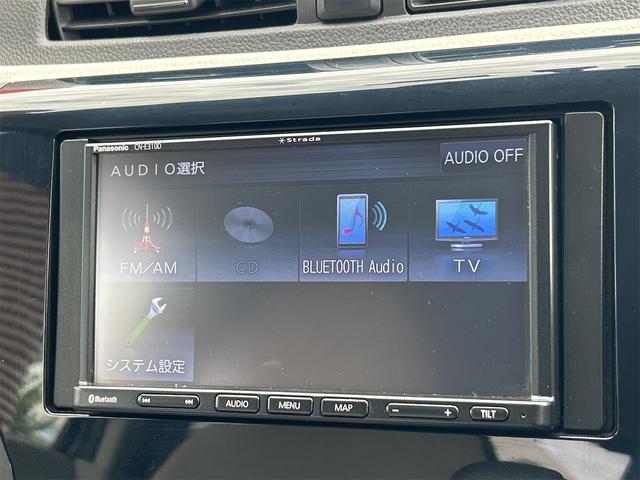 Strada
Panasonic CN-E310D
AUDIO選択
AUDIO OFF
FM/AM
CD
BLUETOOTH Audio
TV
システム設定
Bluetooth
AUDIO
MENU
MAP
− +
TILT